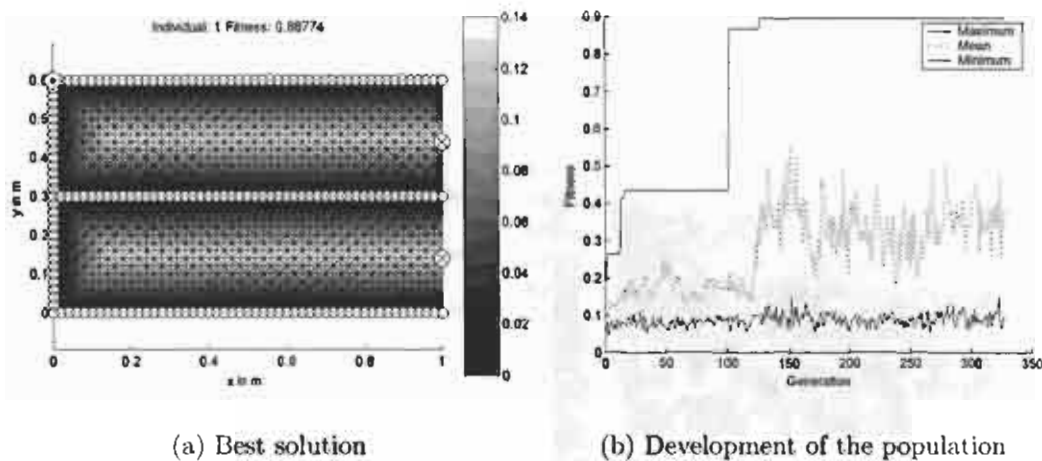 Individual: 1 Fitness: 0.88774
0.14
0.12
0.1
0.08
0.06
0.04
0.02
0
0.6
0.5
0.4
0.3
0.2
0.1
0
y in m
0 0.2 0.4 0.6 0.8 1
x in m
0.9
0.8
0.7
0.6
0.5
0.4
0.3
0.2
0.1
0
Fitness
Maximum
Mean
Minimum
0 50 100 150 200 250 300 350
Generation
(a) Best solution
(b) Development of the population